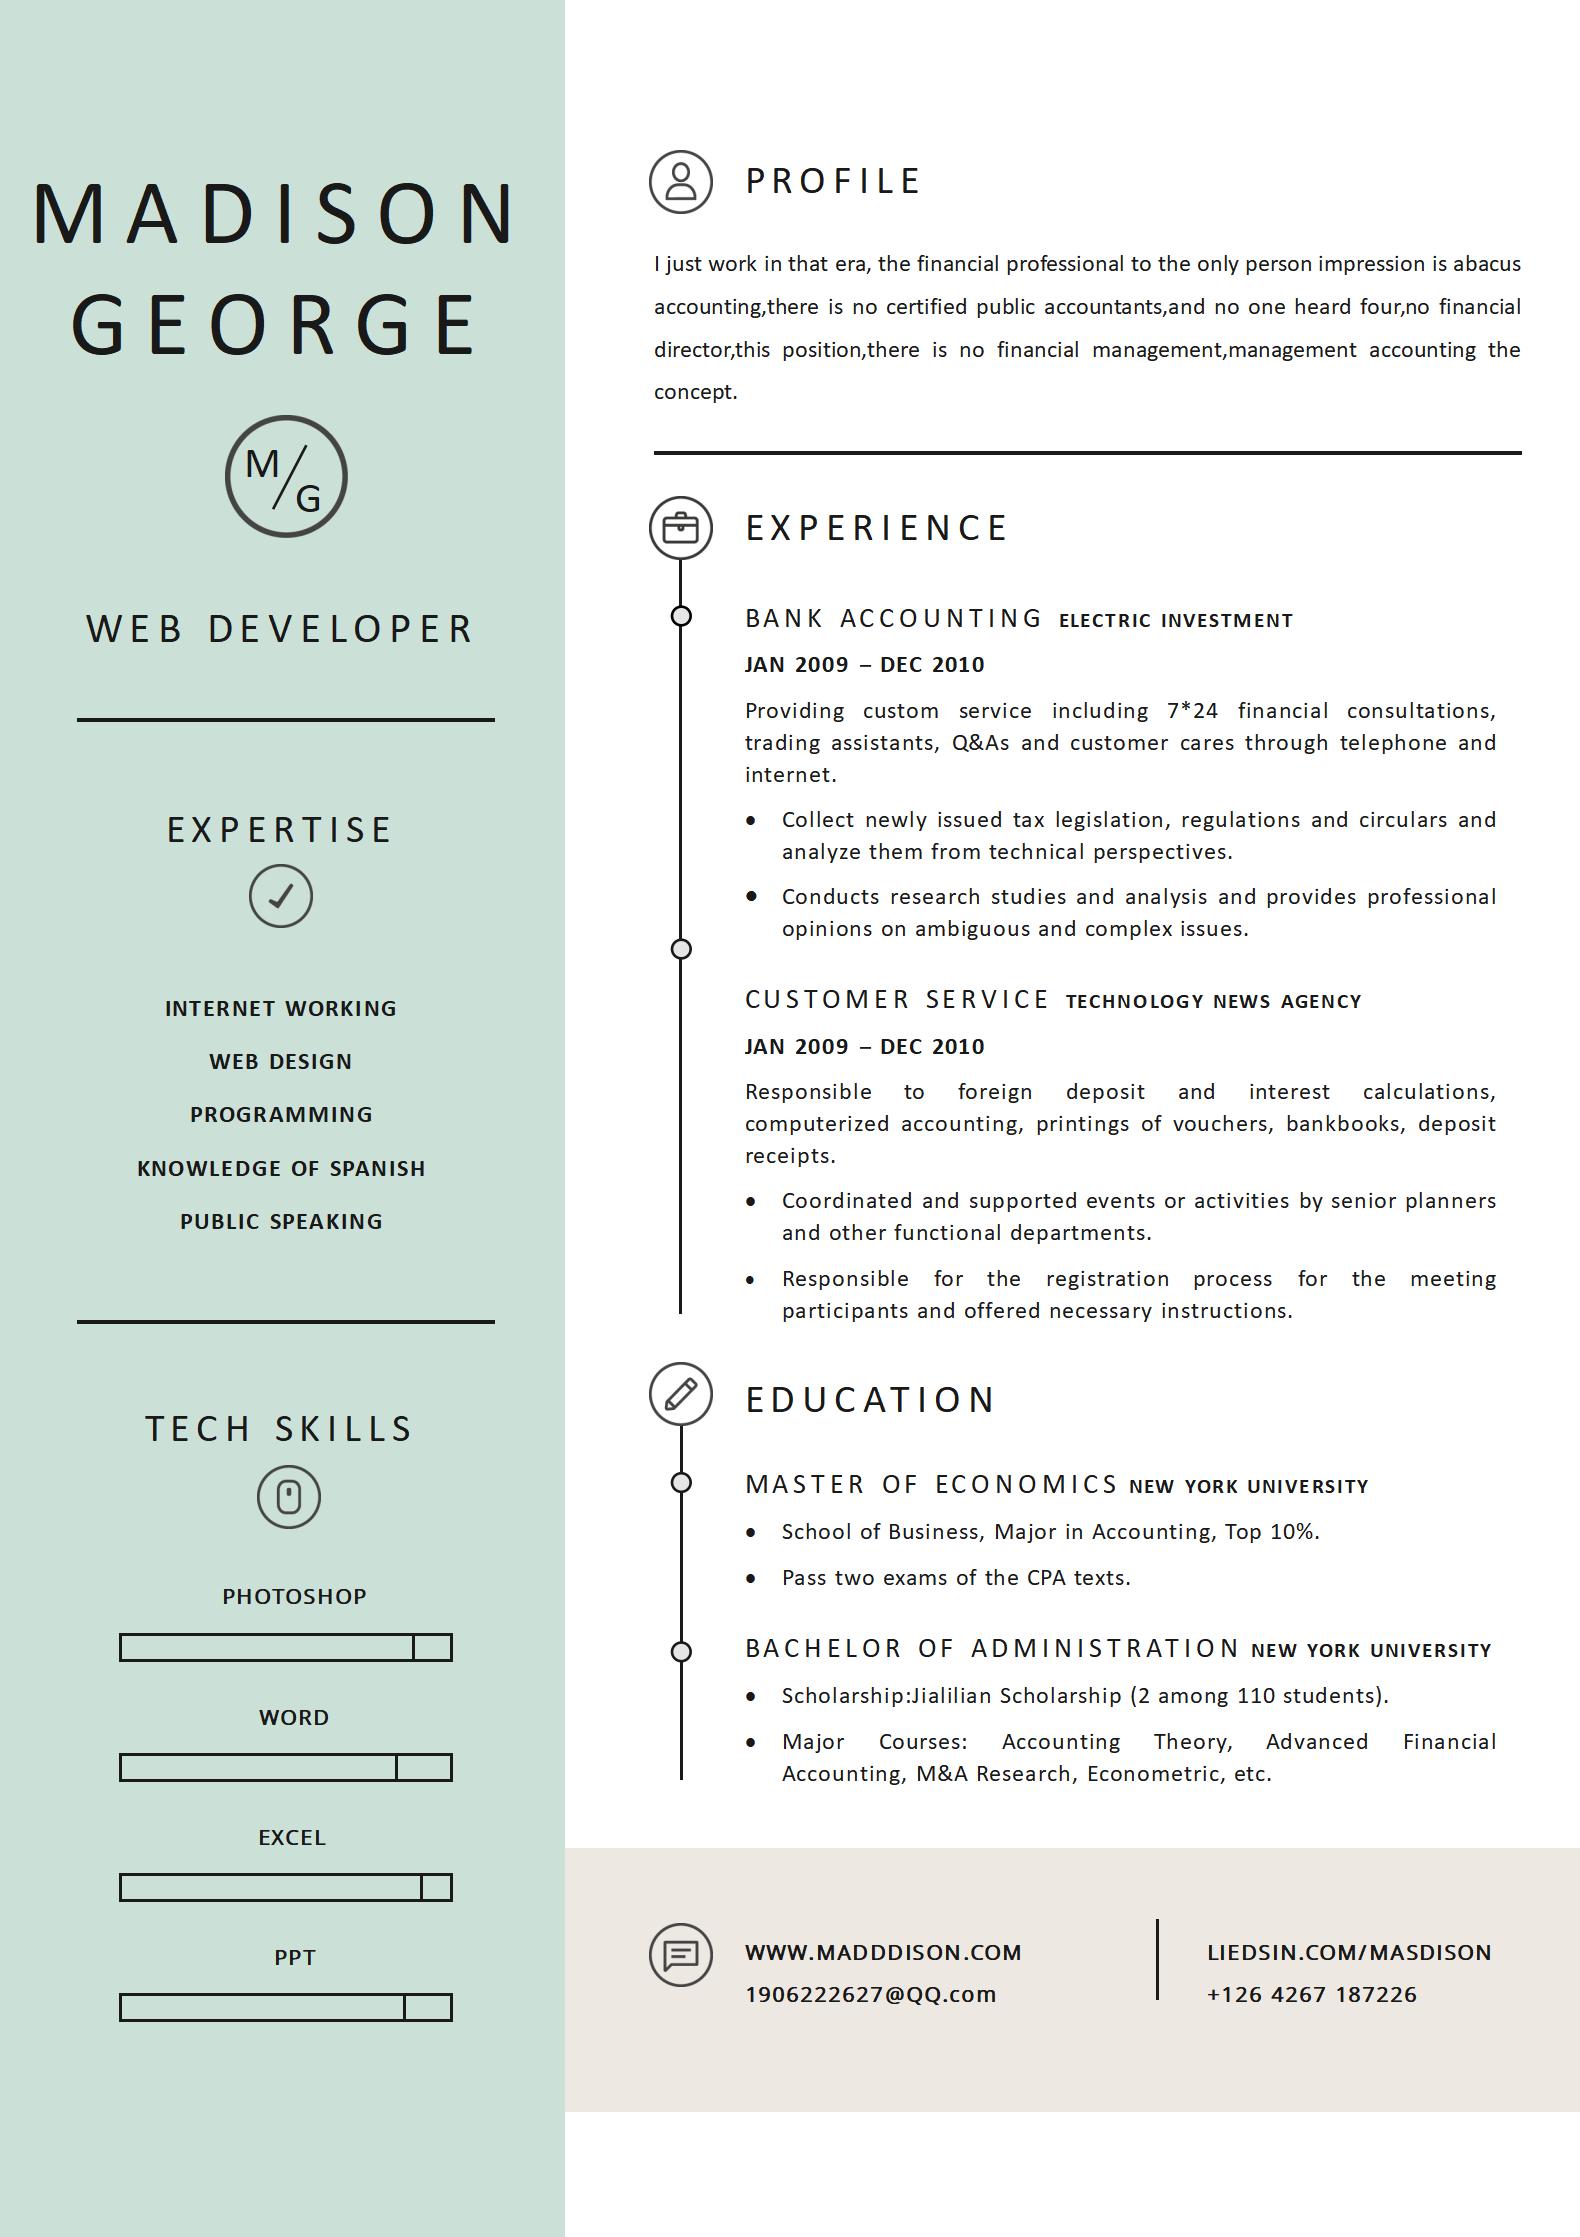 MADISON
GEORGE
M/G
WEB DEVELOPER
EXPERTISE
INTERNET WORKING
WEB DESIGN
PROGRAMMING
KNOWLEDGE OF SPANISH
PUBLIC SPEAKING
TECH SKILLS
PHOTOSHOP
WORD
EXCEL
PPT
PROFILE
I just work in that era, the financial professional to the only person impression is abacus
accounting,there is no certified public accountants,and no one heard four,no financial
director,this position,there is no financial management,management accounting the
concept.
EXPERIENCE
BANK ACCOUNTING ELECTRIC INVESTMENT
JAN 2009 – DEC 2010
Providing custom service including 7*24 financial consultations,
trading assistants, Q&As and customer cares through telephone and
internet.
• Collect newly issued tax legislation, regulations and circulars and
analyze them from technical perspectives.
• Conducts research studies and analysis and provides professional
opinions on ambiguous and complex issues.
CUSTOMER SERVICE TECHNOLOGY NEWS AGENCY
JAN 2009 – DEC 2010
Responsible to foreign deposit and interest calculations,
computerized accounting, printings of vouchers, bankbooks, deposit
receipts.
• Coordinated and supported events or activities by senior planners
and other functional departments.
• Responsible for the registration process for the meeting
participants and offered necessary instructions.
EDUCATION
MASTER OF ECONOMICS NEW YORK UNIVERSITY
• School of Business, Major in Accounting, Top 10%.
• Pass two exams of the CPA texts.
BACHELOR OF ADMINISTRATION NEW YORK UNIVERSITY
• Scholarship:Jialilian Scholarship (2 among 110 students).
• Major Courses: Accounting Theory, Advanced Financial
Accounting, M&A Research, Econometric, etc.
WWW.MADDDISON.COM
1906222627@QQ.com
LIEDSIN.COM/MASDISON
+126 4267 187226